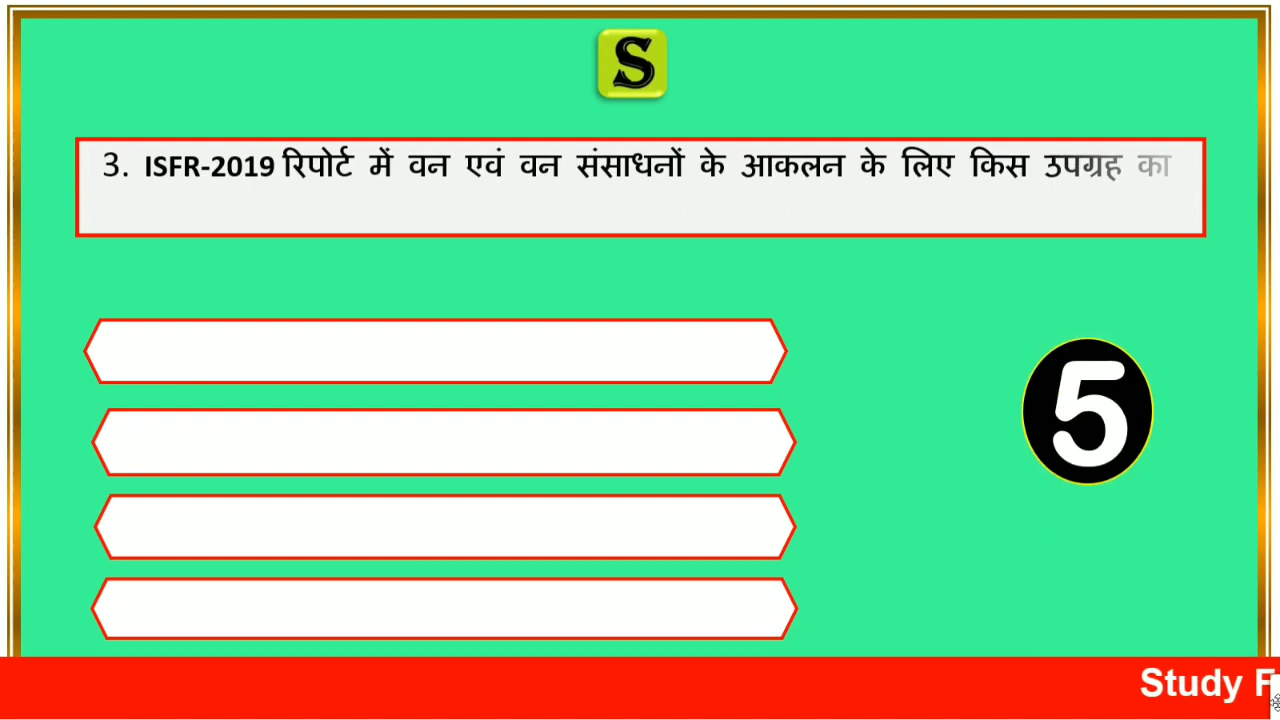 S
3. ISFR-2019 रिपोर्ट में वन एवं वन संसाधनों के आकलन के लिए किस उपग्रह का
5
Study F